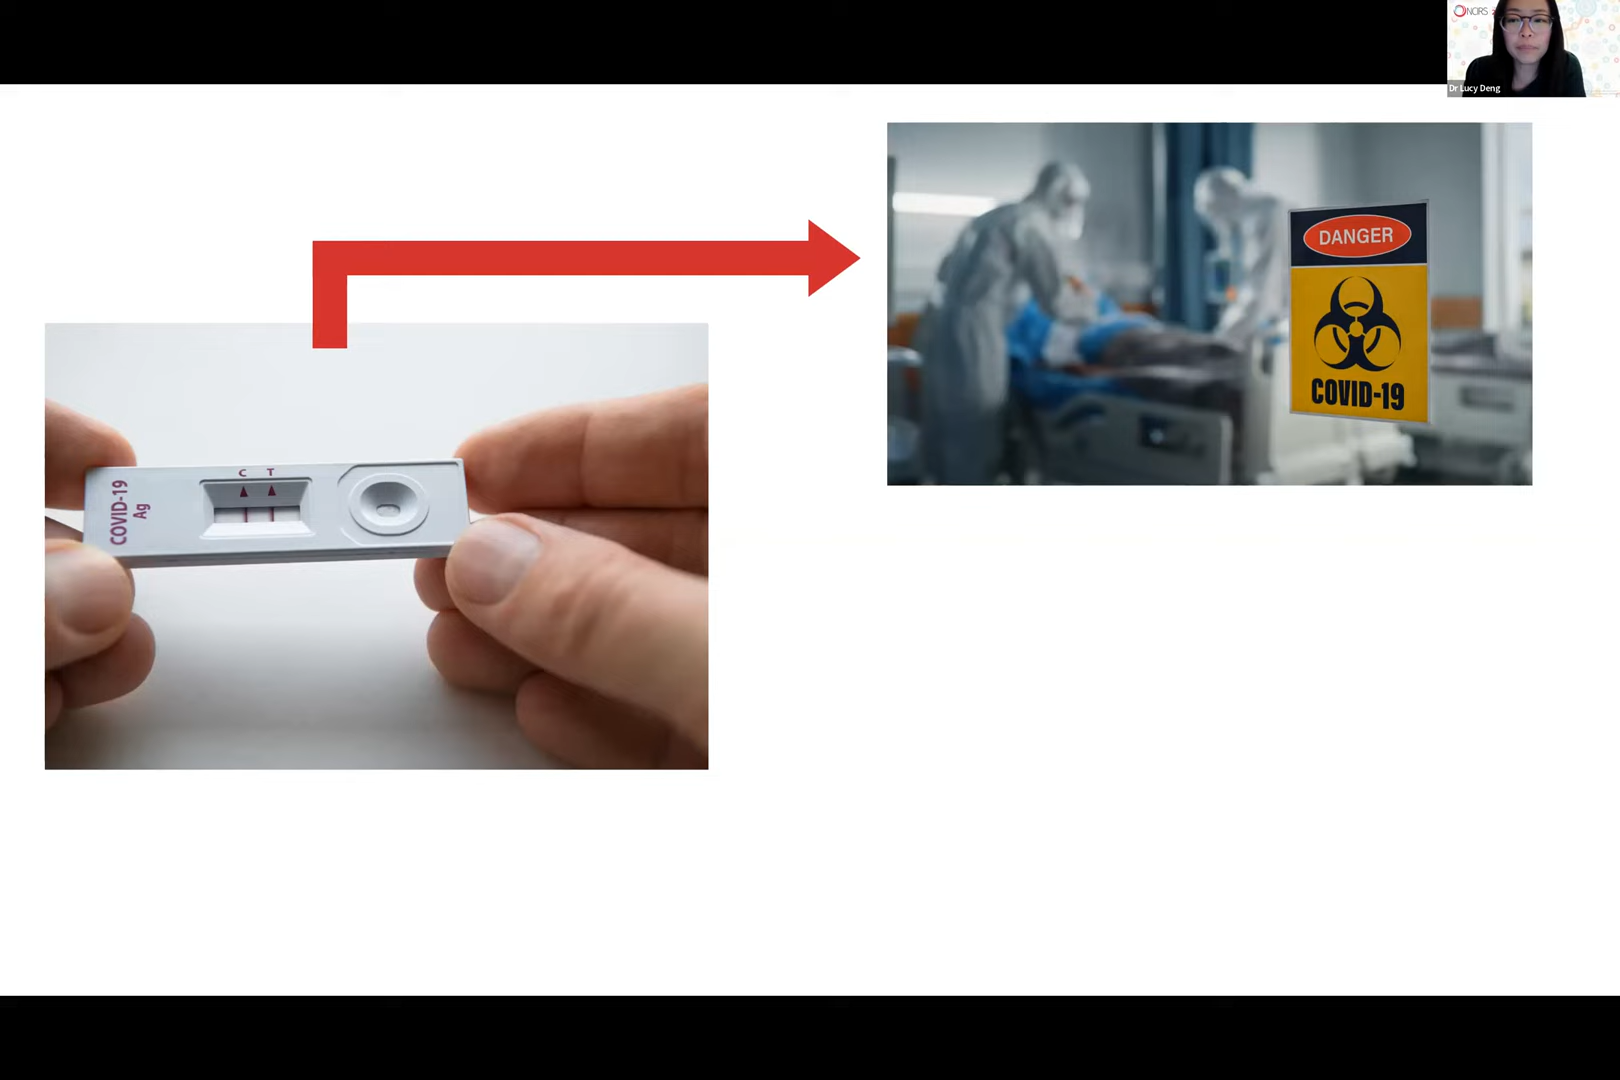 NCIRS
Dr Lucy Deng
DANGER
COVID-19
C T
COVID-19
Ag